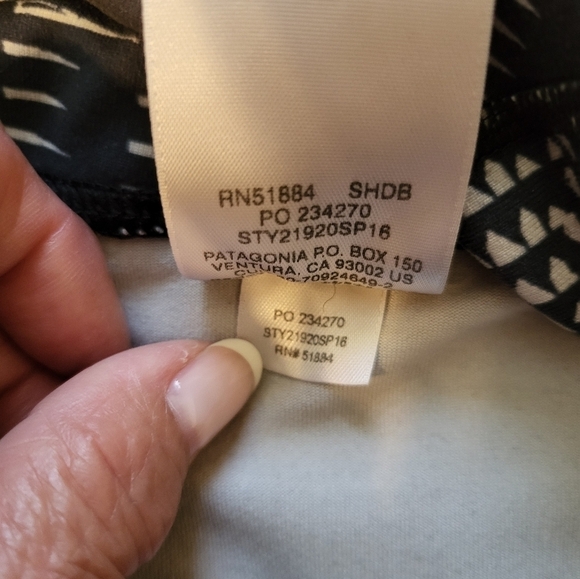 RN51884 SHDB
PO 234270
STY21920SP16
PATAGONIA P.O. BOX 150
VENTURA, CA 93002 US
PO 234270
STY21920SP16
RN# 51884